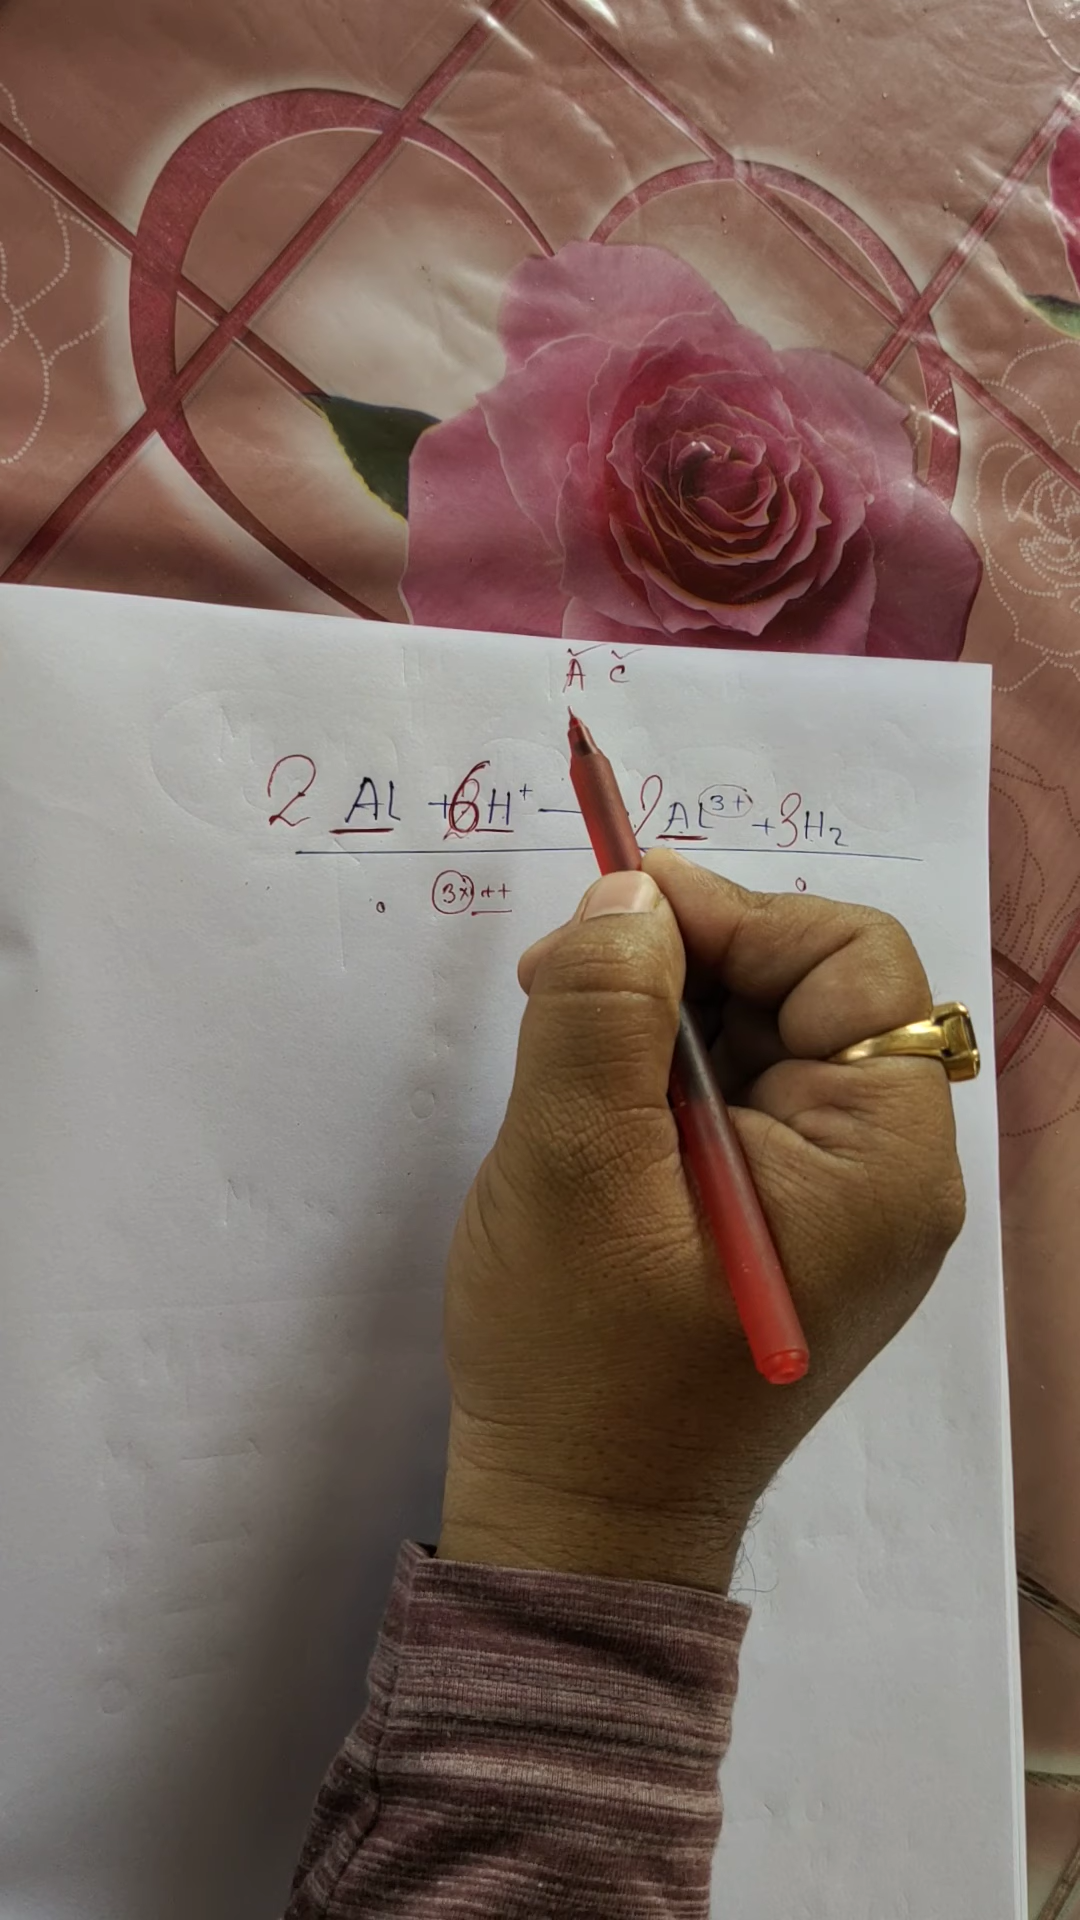 A C
2 Al + 6H⁺ — 2Al³⁺ + 3H₂
0 3x + + 0